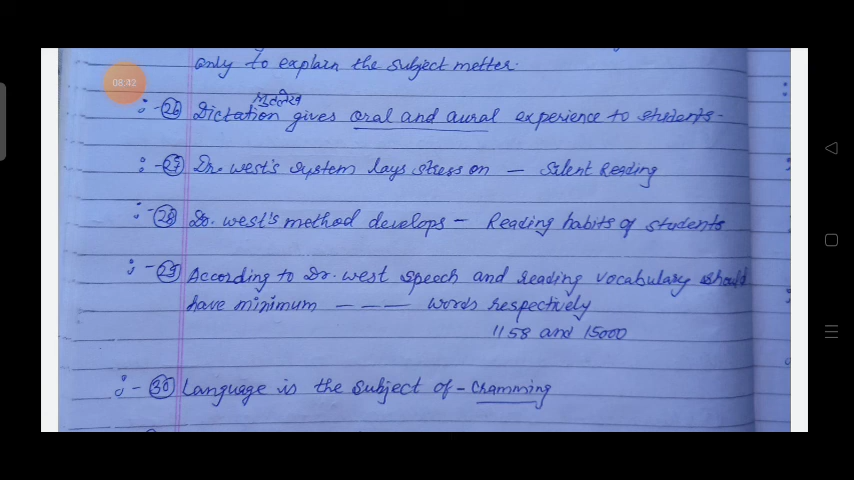 only to explain the subject metter.
08:42
श्रुतलेख
:- 26 Dictation gives oral and aural experience to students-
:- 27 Dr. west's system lays stress on - Silent Reading
:- 28 Dr. west's method develops - Reading habits of students
:- 29 According to Dr. west speech and reading vocabulary should
have minimum - - - words respectively
1158 and 15000
:- 30 Language is the subject of - Cramming